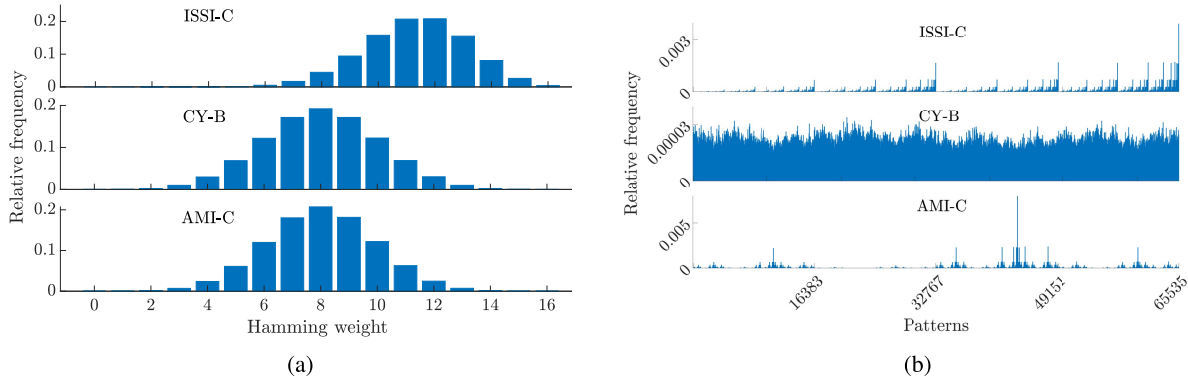 ISSI-C
0.2
0.1
0
CY-B
0.2
0.1
0
AMI-C
0.2
0.1
0
Relative frequency
0 2 4 6 8 10 12 14 16
Hamming weight
(a)
ISSI-C
0.003
0
CY-B
0.00003
0
AMI-C
0.005
0
Relative frequency
16383 32767 49151 65535
Patterns
(b)